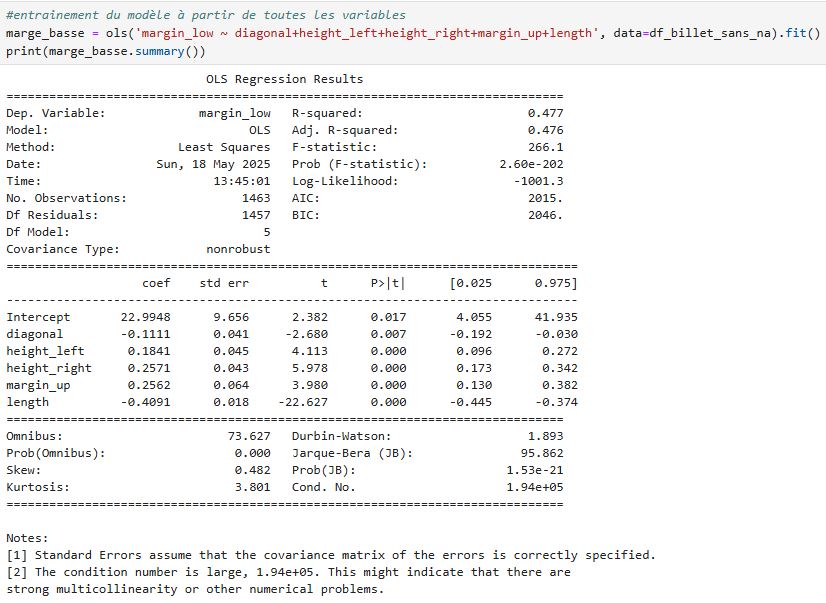 #entrainement du modèle à partir de toutes les variables
marge_basse = ols('margin_low ~ diagonal+height_left+height_right+margin_up+length', data=df_billet_sans_na).fit()
print(marge_basse.summary())
                            OLS Regression Results
==============================================================================
Dep. Variable:             margin_low   R-squared:                       0.477
Model:                            OLS   Adj. R-squared:                  0.476
Method:                 Least Squares   F-statistic:                     266.1
Date:                Sun, 18 May 2025   Prob (F-statistic):          2.60e-202
Time:                        13:45:01   Log-Likelihood:                -1001.3
No. Observations:                1463   AIC:                             2015.
Df Residuals:                    1457   BIC:                             2046.
Df Model:                           5
Covariance Type:            nonrobust
================================================================================
                   coef    std err          t      P>|t|      [0.025      0.975]
--------------------------------------------------------------------------------
Intercept       22.9948      9.656      2.382      0.017       4.055      41.935
diagonal        -0.1111      0.041     -2.680      0.007      -0.192      -0.030
height_left      0.1841      0.045      4.113      0.000       0.096       0.272
height_right     0.2571      0.043      5.978      0.000       0.173       0.342
margin_up        0.2562      0.064      3.980      0.000       0.130       0.382
length          -0.4091      0.018    -22.627      0.000      -0.445      -0.374
==============================================================================
Omnibus:                       73.627   Durbin-Watson:                   1.893
Prob(Omnibus):                  0.000   Jarque-Bera (JB):               95.862
Skew:                           0.482   Prob(JB):                     1.53e-21
Kurtosis:                       3.801   Cond. No.                     1.94e+05
==============================================================================
Notes:
[1] Standard Errors assume that the covariance matrix of the errors is correctly specified.
[2] The condition number is large, 1.94e+05. This might indicate that there are
strong multicollinearity or other numerical problems.